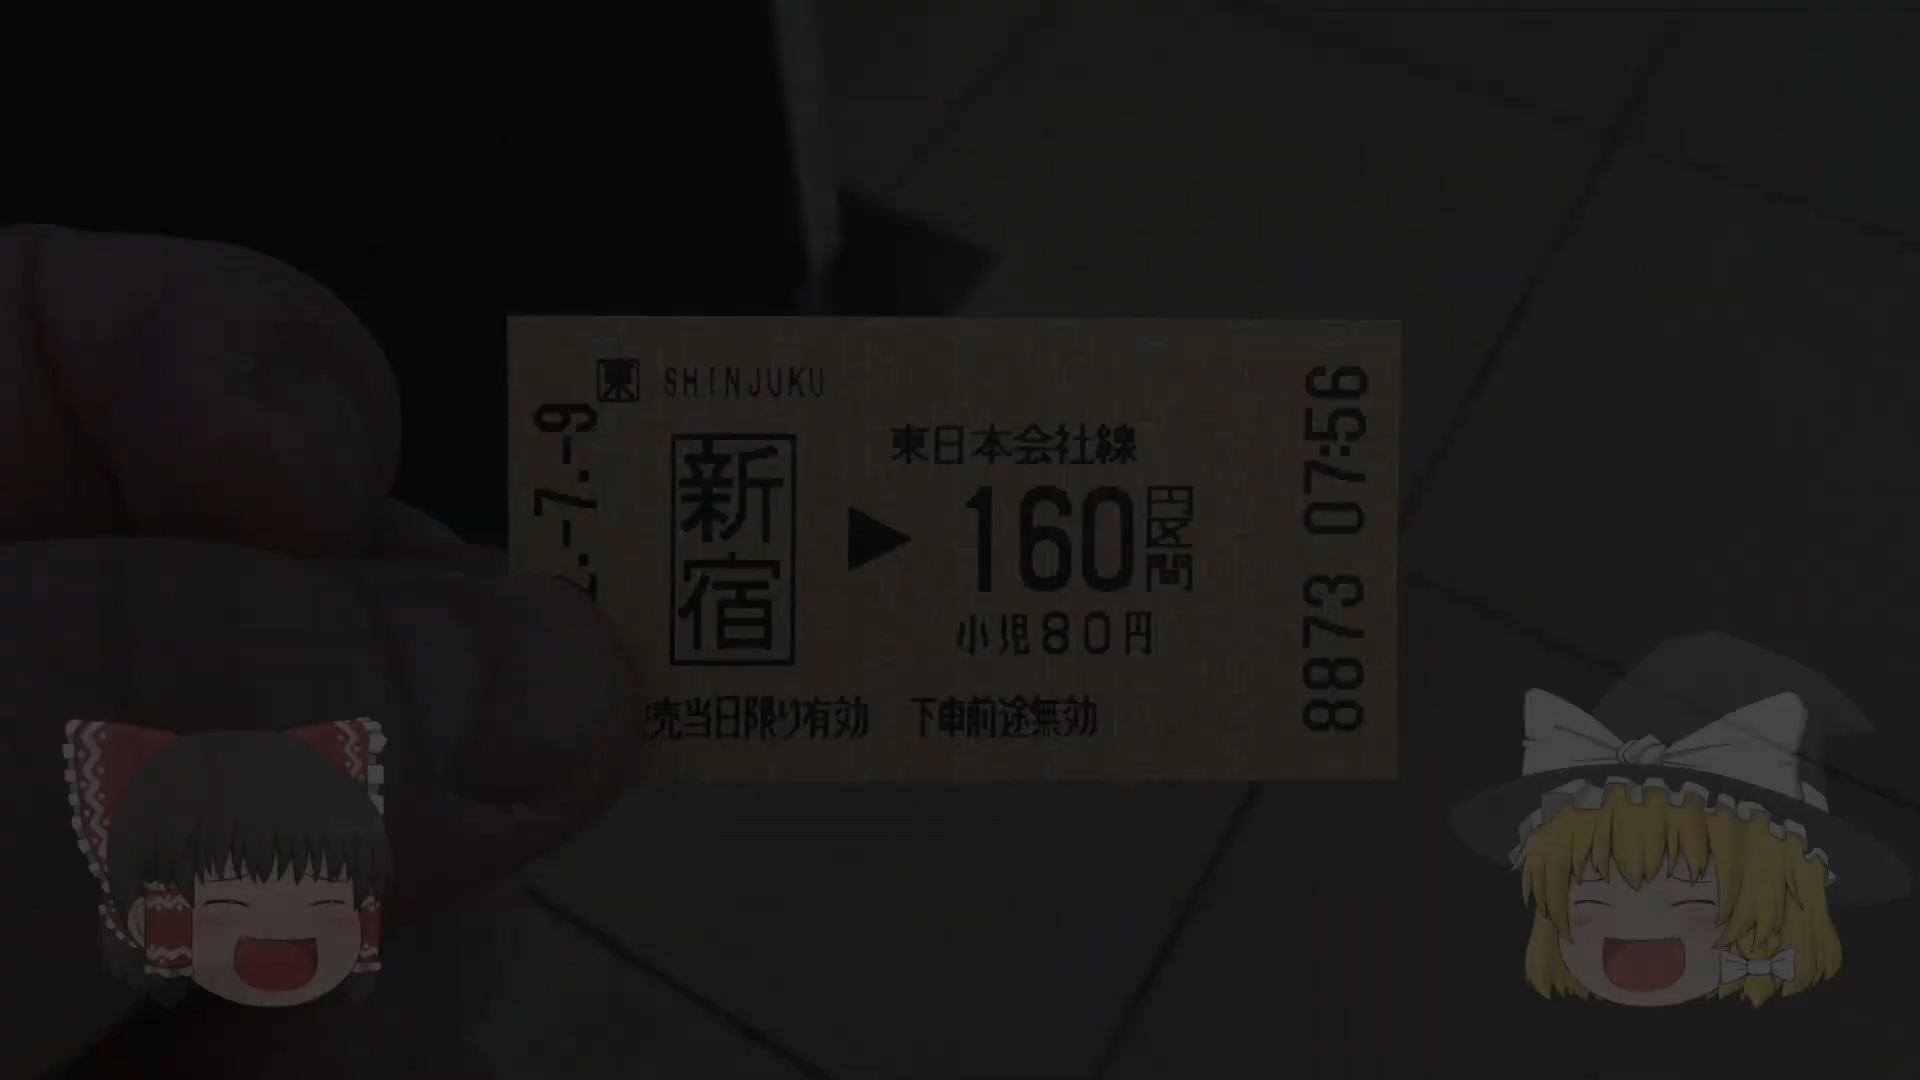 東 SHINJUKU
新宿
東日本会社線
▶ 160円区間
小児80円
売当日限り有効 下車前途無効
.-7.-9
8873 07:56